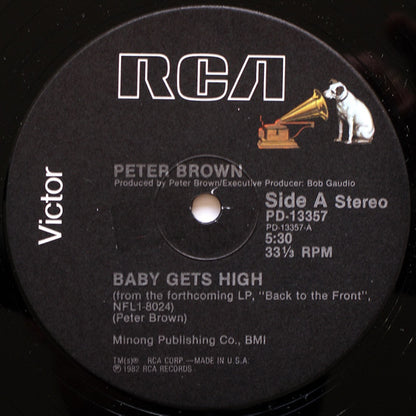 RCA
Victor
PETER BROWN
Produced by Peter Brown/Executive Producer: Bob Gaudio
Side A Stereo
PD-13357
PD-13357-A
5:30
33⅓ RPM
BABY GETS HIGH
(from the forthcoming LP, "Back to the Front",
NFL1-8024)
(Peter Brown)
Minong Publishing Co., BMI
TM(s)® RCA CORP.—MADE IN U.S.A.
℗ 1982 RCA RECORDS